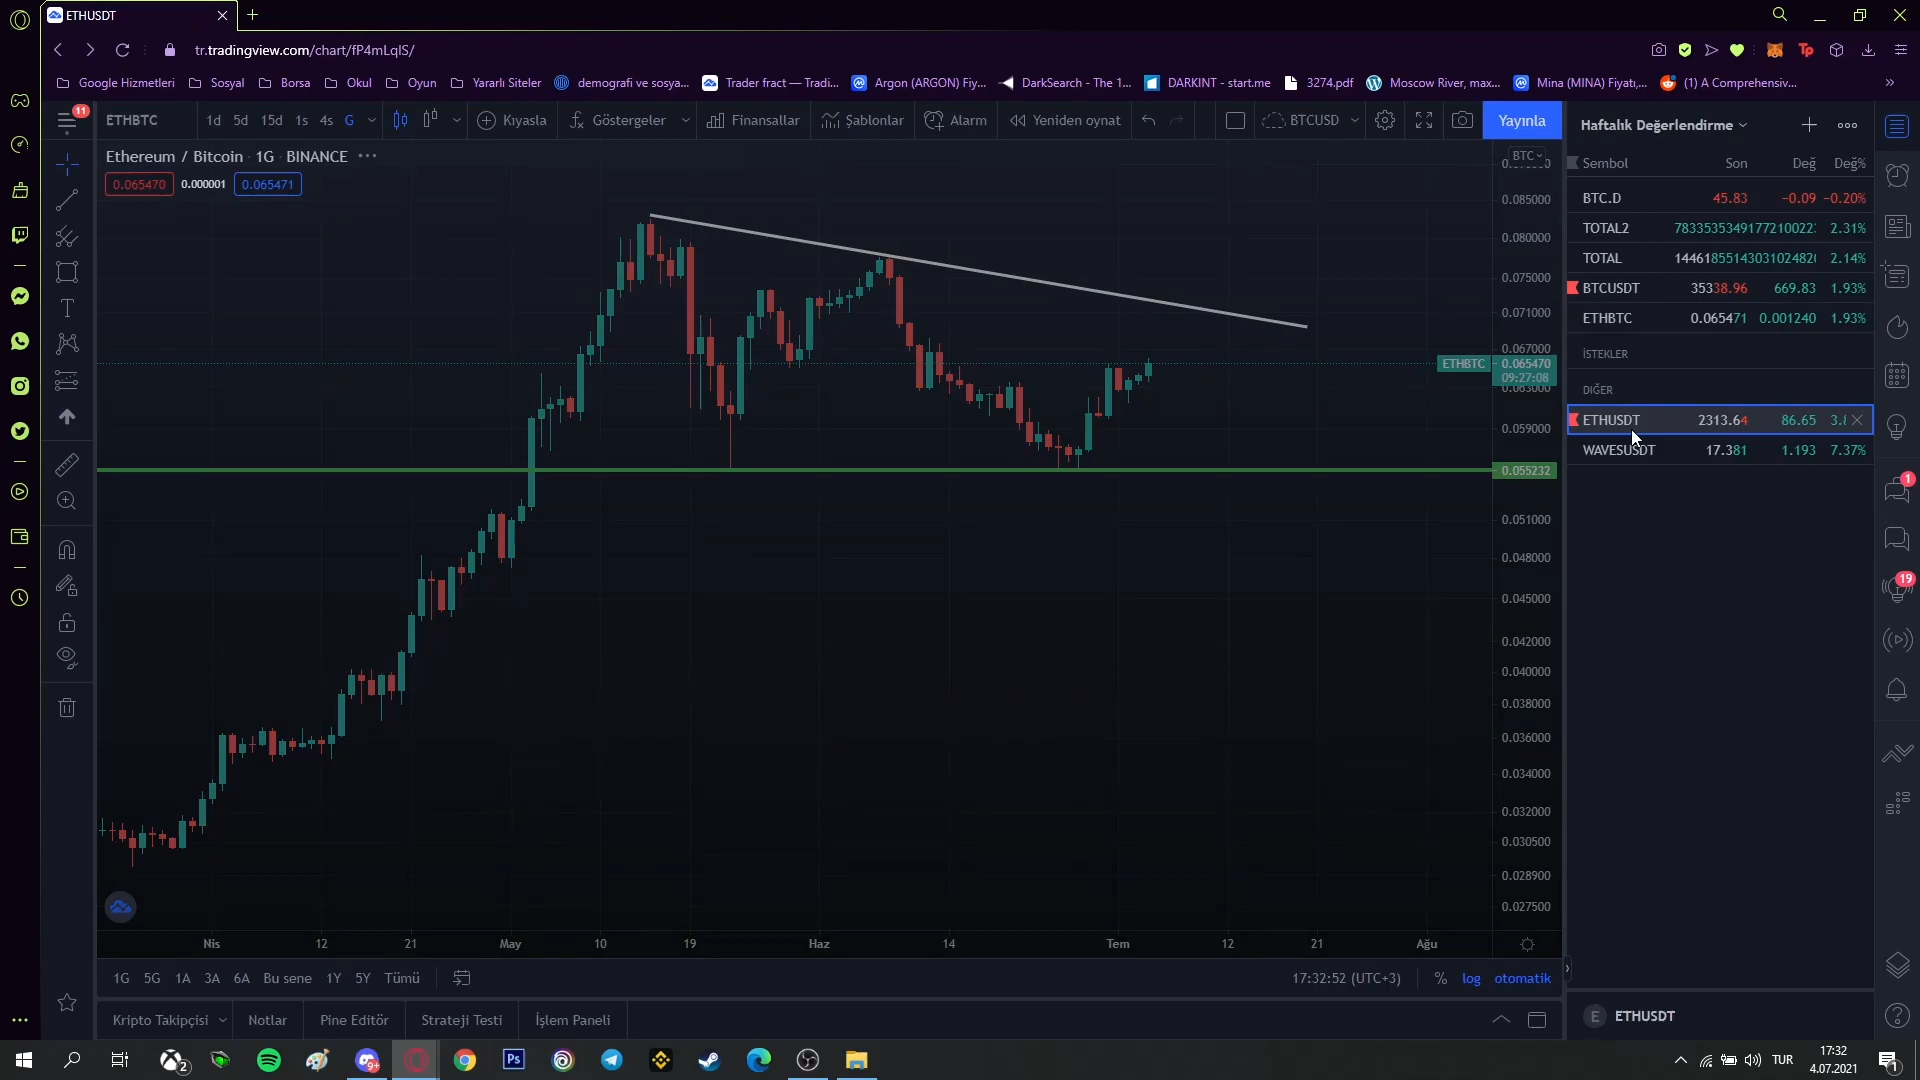 ETHUSDT
tr.tradingview.com/chart/fP4mLqlS/
Google Hizmetleri Sosyal Borsa Okul Oyun Yararlı Siteler demografi ve sosya... Trader fract — Tradi... Argon (ARGON) Fiy... DarkSearch - The 1... DARKINT - start.me 3274.pdf Moscow River, max... Mina (MINA) Fiyatı,... (1) A Comprehensiv...
11
ETHBTC 1d 5d 15d 1s 4s G Kıyasla Göstergeler Finansallar Şablonlar Alarm Yeniden oynat BTCUSD Yayınla
Ethereum / Bitcoin · 1G · BINANCE
0.065470 0.000001 0.065471
BTC
0.085000
0.080000
0.075000
0.071000
0.067000
ETHBTC 0.065470
09:27:08
0.063000
0.059000
0.055232
0.051000
0.048000
0.045000
0.042000
0.040000
0.038000
0.036000
0.034000
0.032000
0.030500
0.028900
0.027500
Nis 12 21 May 10 19 Haz 14 Tem 12 21 Ağu
1G 5G 1A 3A 6A Bu sene 1Y 5Y Tümü 17:32:52 (UTC+3) % log otomatik
Kripto Takipçisi Notlar Pine Editör Strateji Testi İşlem Paneli
Haftalık Değerlendirme
Sembol Son Değ Değ%
BTC.D 45.83 −0.09 −0.20%
TOTAL2 2.31%
TOTAL 2.14%
BTCUSDT 35338.96 669.83 1.93%
ETHBTC 0.065471 0.001240 1.93%
İSTEKLER
DİĞER
ETHUSDT 2313.64 86.65
WAVESUSDT 17.381 1.193 7.37%
1
19
E ETHUSDT
2
9+
Ps
TUR
17:32
4.07.2021
1